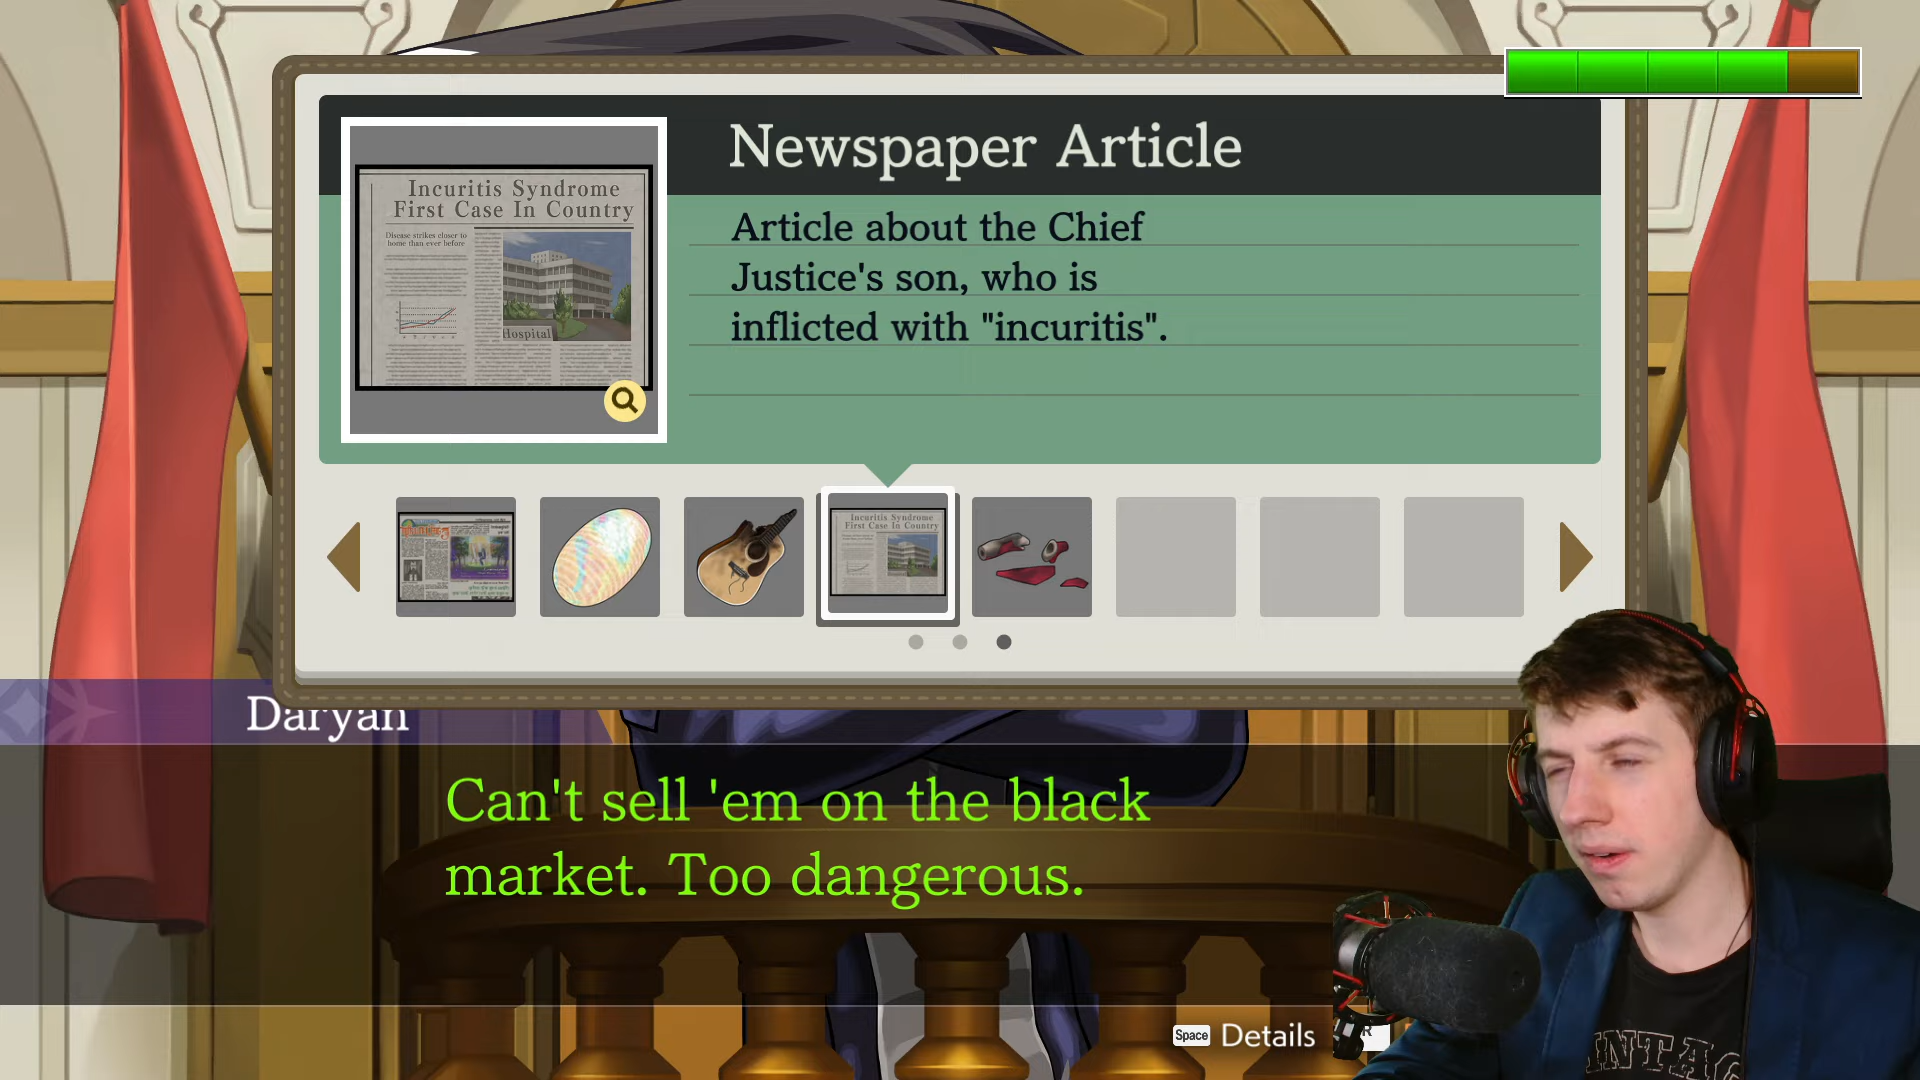 Newspaper Article
Incuritis Syndrome
First Case In Country
Disease strikes closer to
home than ever before
Hospital
Article about the Chief
Justice's son, who is
inflicted with "incuritis".
Incuritis Syndrome
First Case In Country
Daryan
Can't sell 'em on the black
market. Too dangerous.
Space Details
R
INTAG